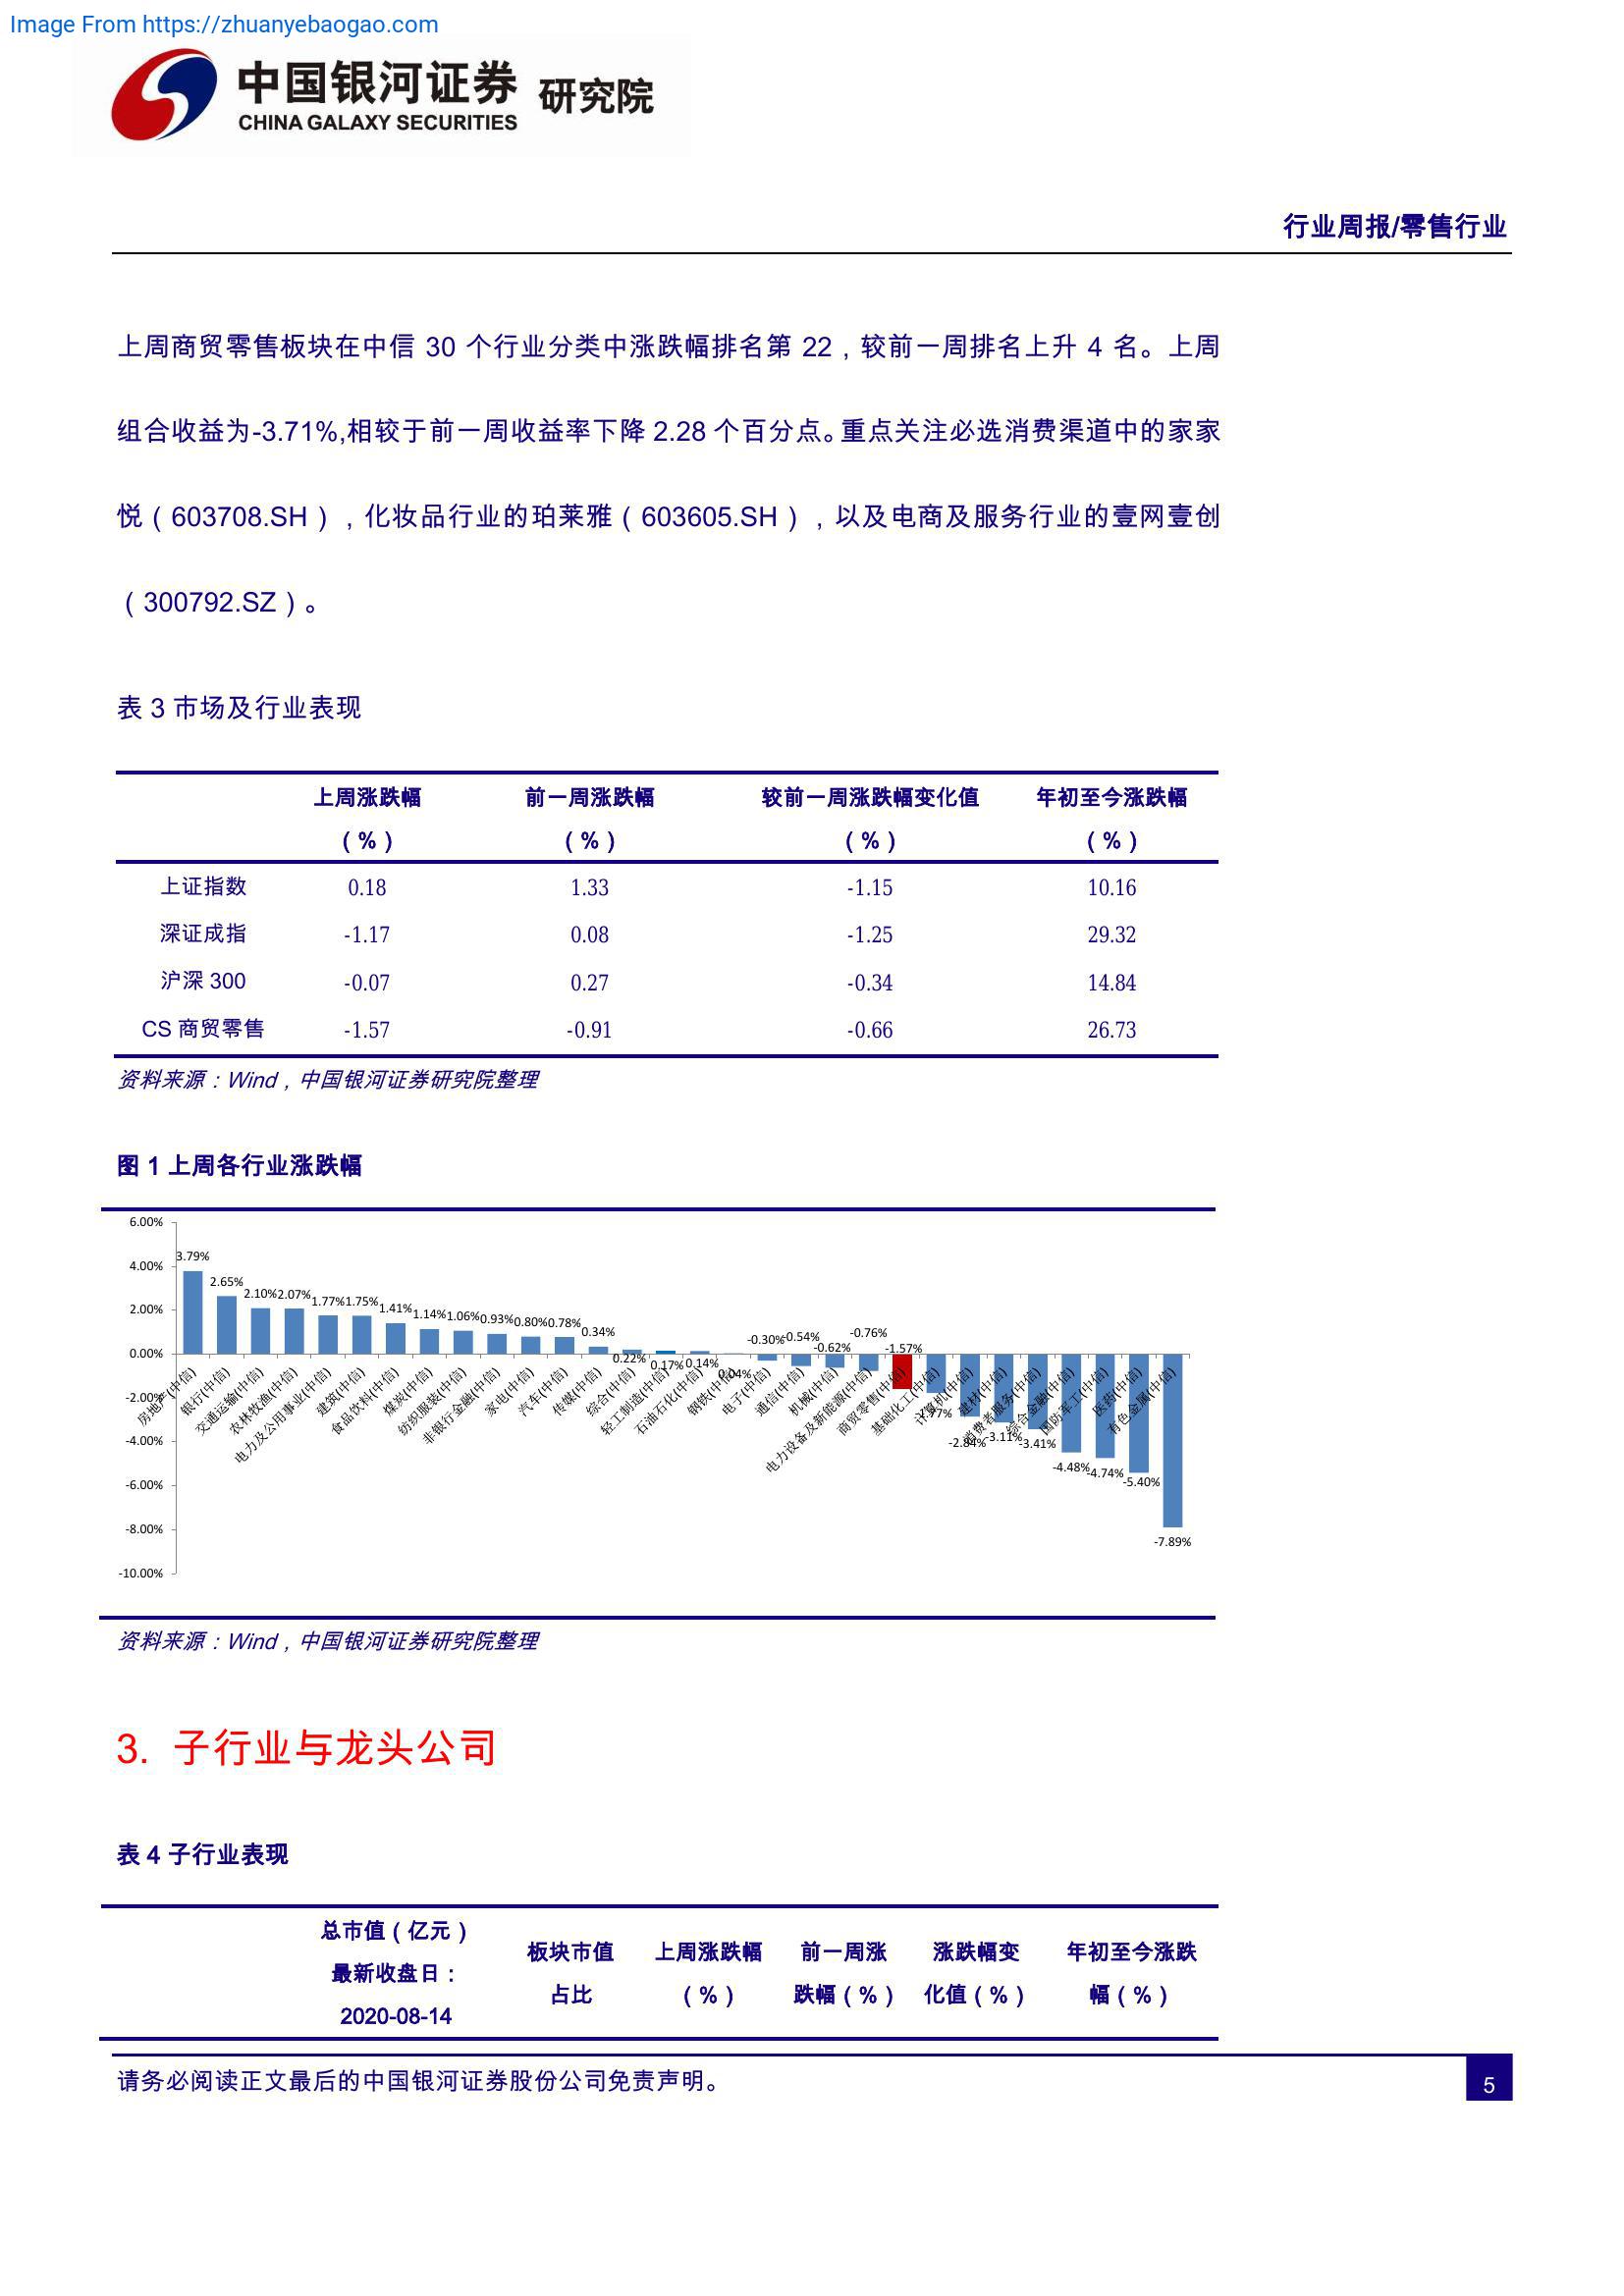 Image From https://zhuanyebaogao.com
中国银河证券 研究院
CHINA GALAXY SECURITIES
行业周报/零售行业
上周商贸零售板块在中信 30 个行业分类中涨跌幅排名第 22，较前一周排名上升 4 名。上周
组合收益为-3.71%,相较于前一周收益率下降 2.28 个百分点。重点关注必选消费渠道中的家家
悦（603708.SH），化妆品行业的珀莱雅（603605.SH），以及电商及服务行业的壹网壹创
（300792.SZ）。
表 3 市场及行业表现
上周涨跌幅 前一周涨跌幅 较前一周涨跌幅变化值 年初至今涨跌幅
（%） （%） （%） （%）
上证指数 0.18 1.33 -1.15 10.16
深证成指 -1.17 0.08 -1.25 29.32
沪深 300 -0.07 0.27 -0.34 14.84
CS 商贸零售 -1.57 -0.91 -0.66 26.73
资料来源：Wind，中国银河证券研究院整理
图 1 上周各行业涨跌幅
6.00%
4.00%
2.00%
0.00%
-2.00%
-4.00%
-6.00%
-8.00%
-10.00%
3.79% 2.65% 2.10% 2.07% 1.77% 1.75% 1.41% 1.14% 1.06% 0.93% 0.80% 0.78% 0.34% 0.22% 0.17% 0.14% 0.04% -0.30% -0.54% -0.62% -0.76% -1.57% -1.77% -2.84% -3.11% -3.41% -4.48% -4.74% -5.40% -7.89%
房地产(中信)
银行(中信)
交通运输(中信)
农林牧渔(中信)
电力及公用事业(中信)
建筑(中信)
食品饮料(中信)
煤炭(中信)
纺织服装(中信)
非银行金融(中信)
家电(中信)
汽车(中信)
传媒(中信)
综合(中信)
轻工制造(中信)
石油石化(中信)
钢铁(中信)
电子(中信)
通信(中信)
机械(中信)
电力设备及新能源(中信)
商贸零售(中信)
基础化工(中信)
计算机(中信)
建材(中信)
消费者服务(中信)
综合金融(中信)
国防军工(中信)
医药(中信)
有色金属(中信)
资料来源：Wind，中国银河证券研究院整理
3. 子行业与龙头公司
表 4 子行业表现
总市值（亿元）
最新收盘日：
2020-08-14
板块市值
占比
上周涨跌幅
（%）
前一周涨
跌幅（%）
涨跌幅变
化值（%）
年初至今涨跌
幅（%）
请务必阅读正文最后的中国银河证券股份公司免责声明。
5